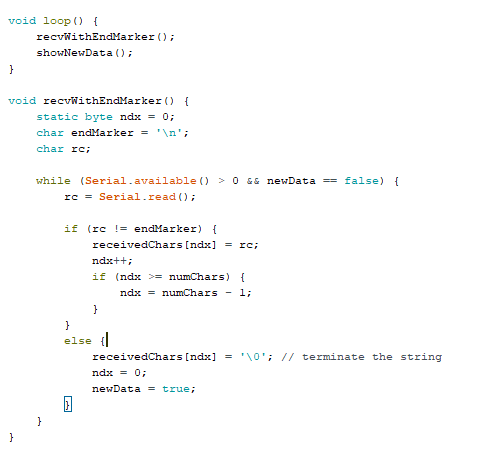 void loop() {
    recvWithEndMarker();
    showNewData();
}

void recvWithEndMarker() {
    static byte ndx = 0;
    char endMarker = '\n';
    char rc;

    while (Serial.available() > 0 && newData == false) {
        rc = Serial.read();

        if (rc != endMarker) {
            receivedChars[ndx] = rc;
            ndx++;
            if (ndx >= numChars) {
                ndx = numChars - 1;
            }
        }
        else {
            receivedChars[ndx] = '\0'; // terminate the string
            ndx = 0;
            newData = true;
        }
    }
}